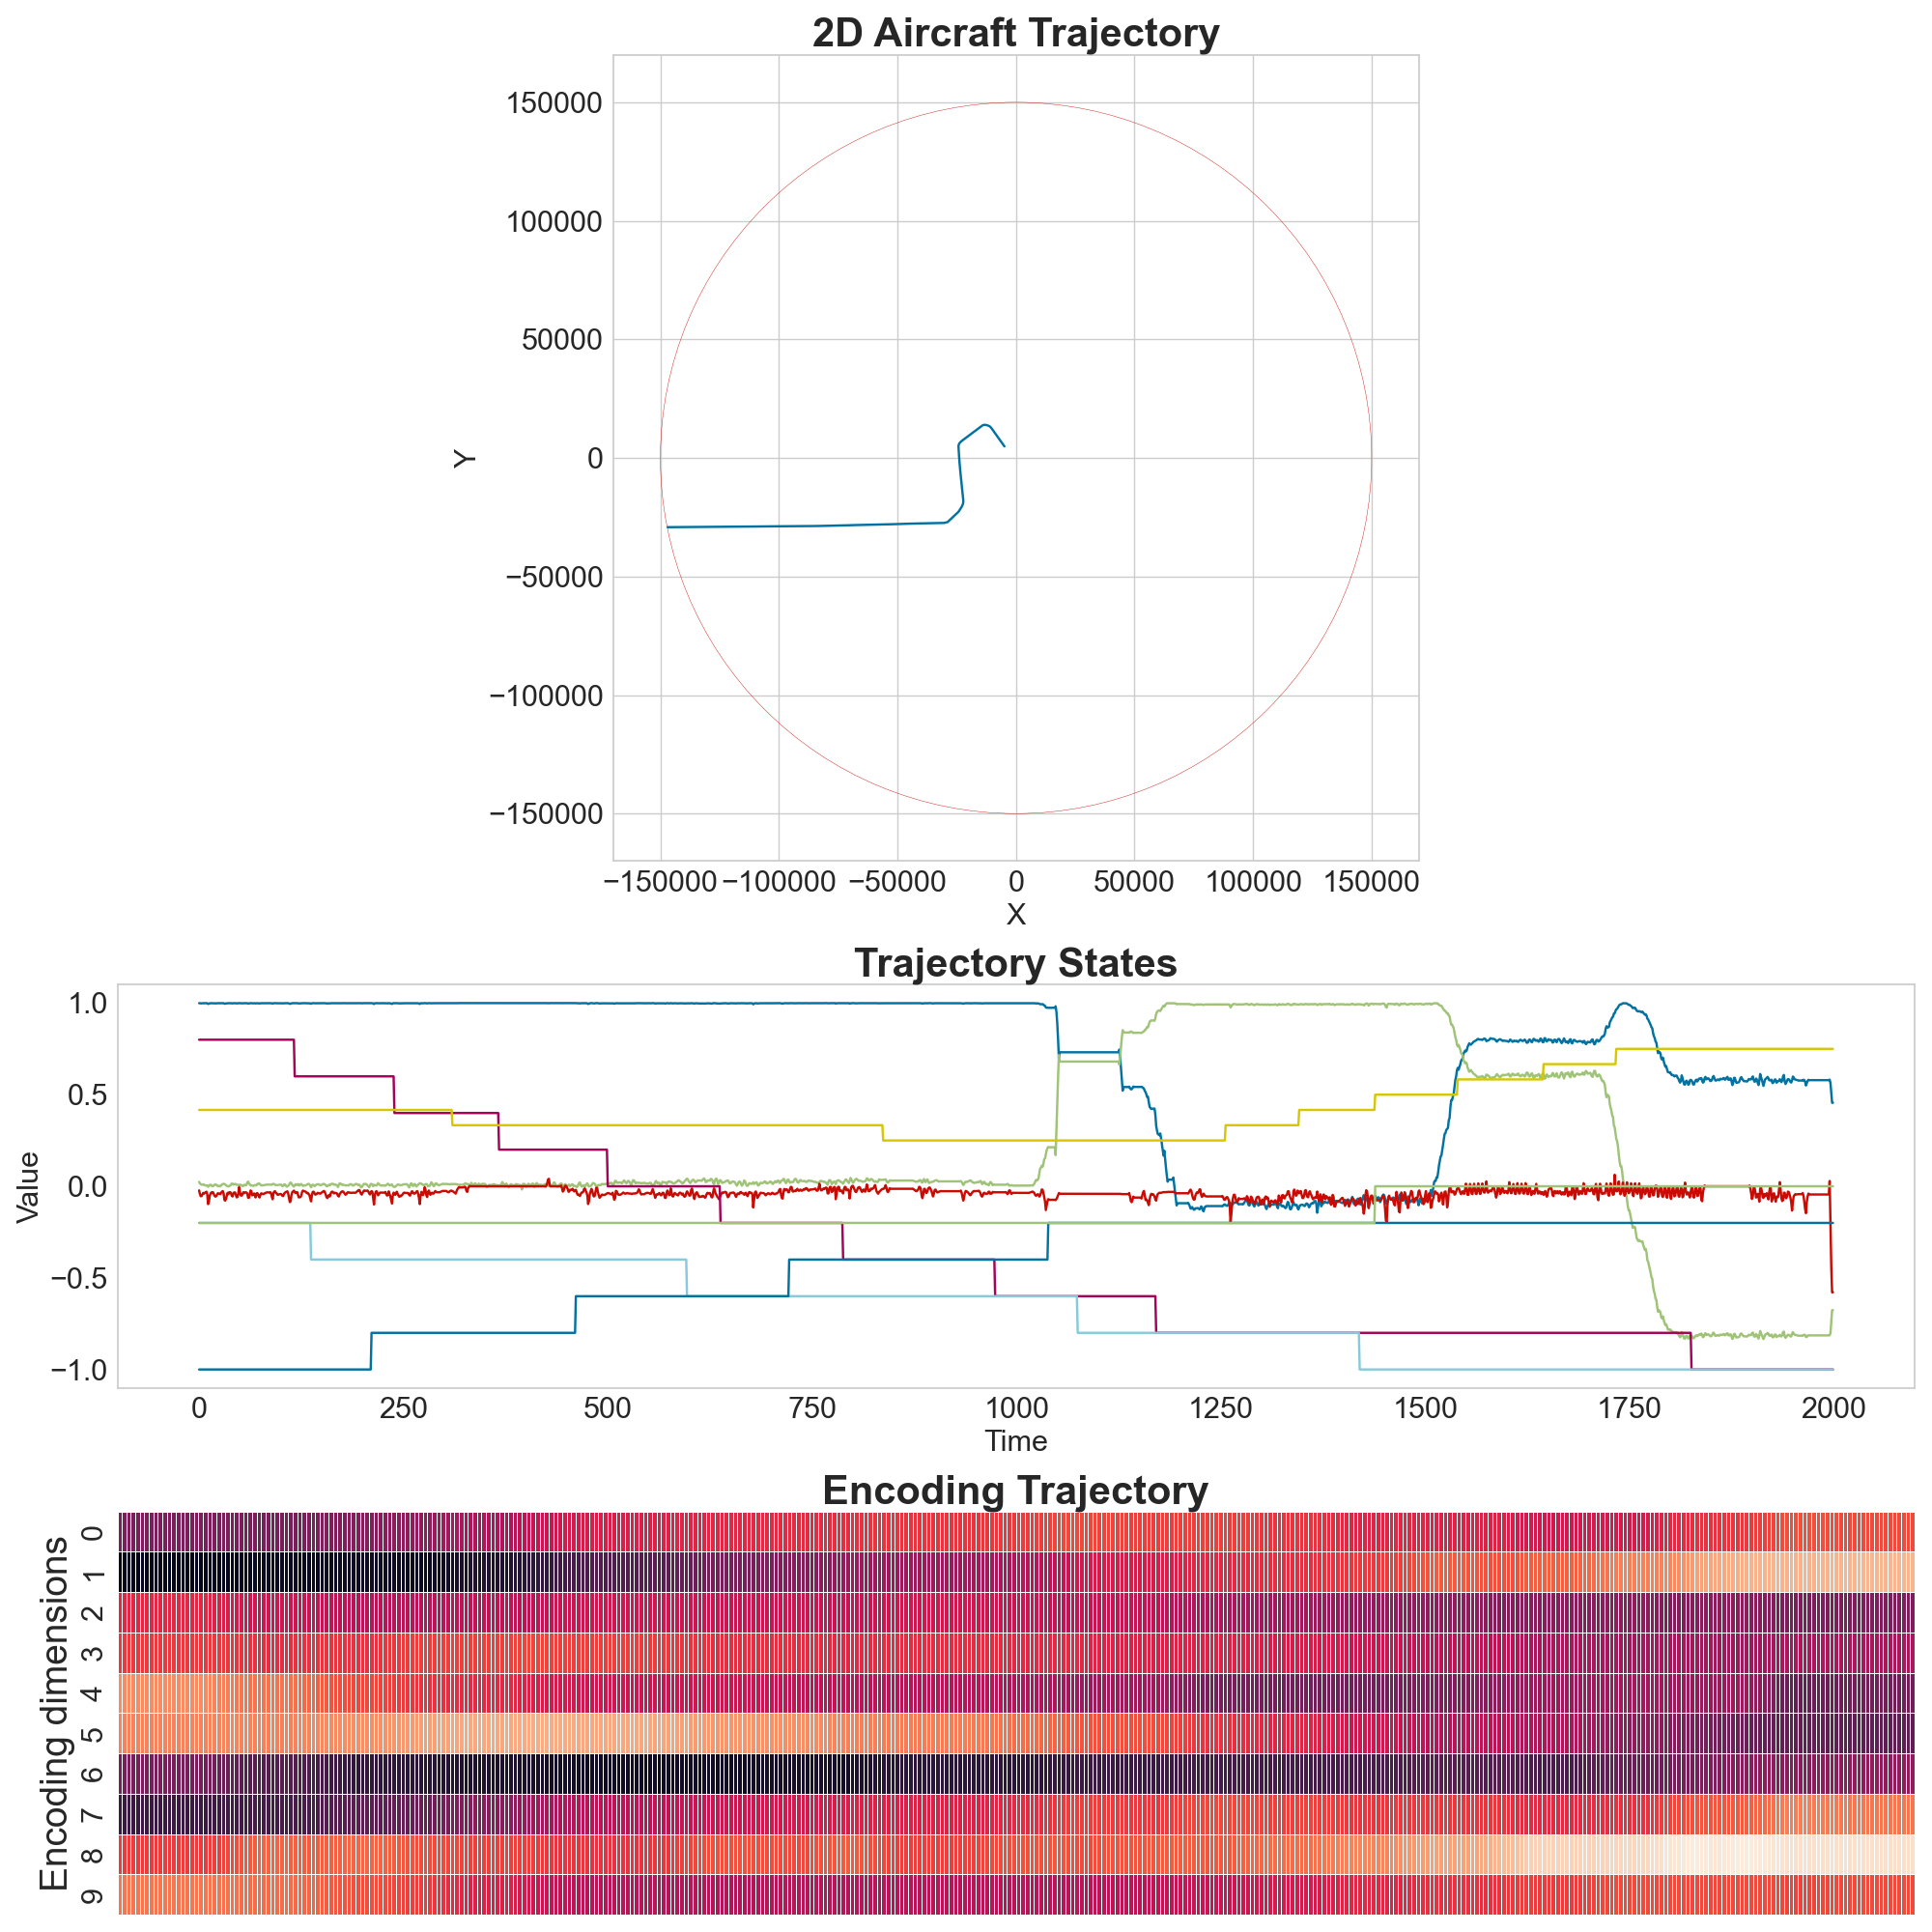 2D Aircraft Trajectory
150000
100000
50000
0
−50000
−100000
−150000
Y
−150000 −100000 −50000 0 50000 100000 150000
X
Trajectory States
1.0
0.5
0.0
−0.5
−1.0
Value
0 250 500 750 1000 1250 1500 1750 2000
Time
Encoding Trajectory
Encoding dimensions
0
1
2
3
4
5
6
7
8
9